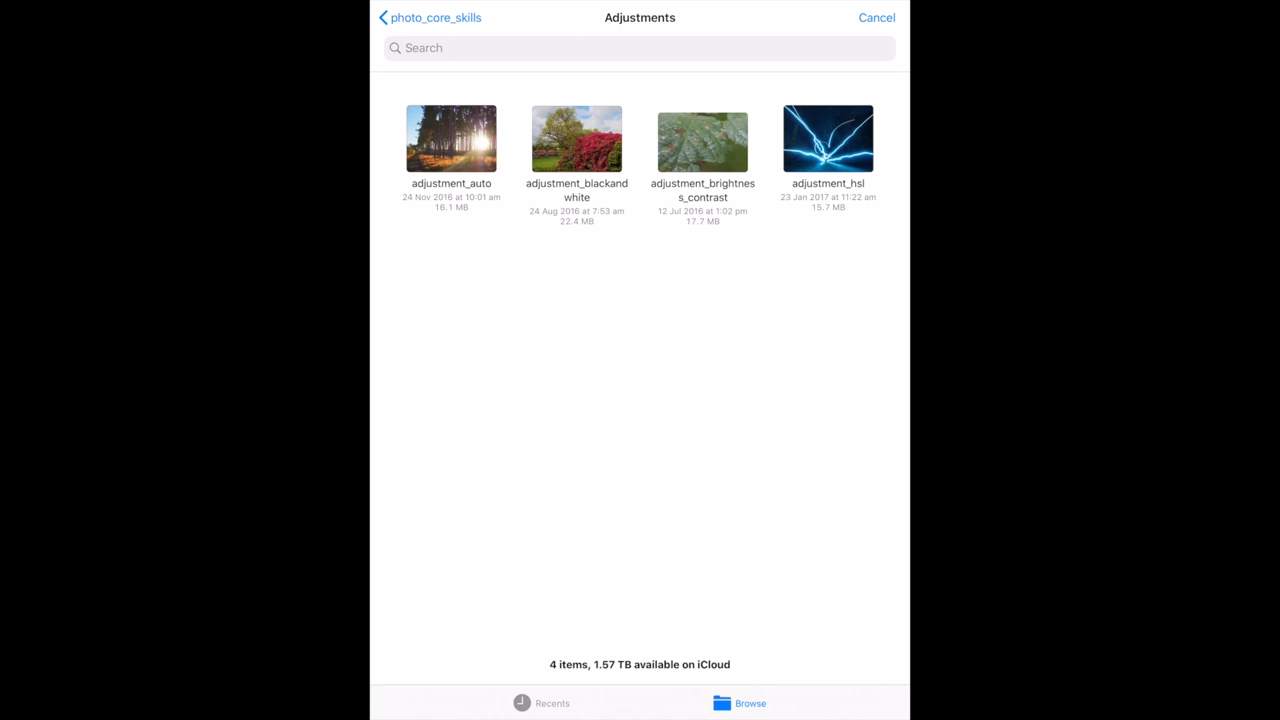 photo_core_skills
Adjustments
Cancel
Search
adjustment_auto
24 Nov 2016 at 10:01 am
16.1 MB
adjustment_blackand
white
24 Aug 2016 at 7:53 am
22.4 MB
adjustment_brightnes
s_contrast
12 Jul 2016 at 1:02 pm
17.7 MB
adjustment_hsl
23 Jan 2017 at 11:22 am
15.7 MB
4 items, 1.57 TB available on iCloud
Recents
Browse